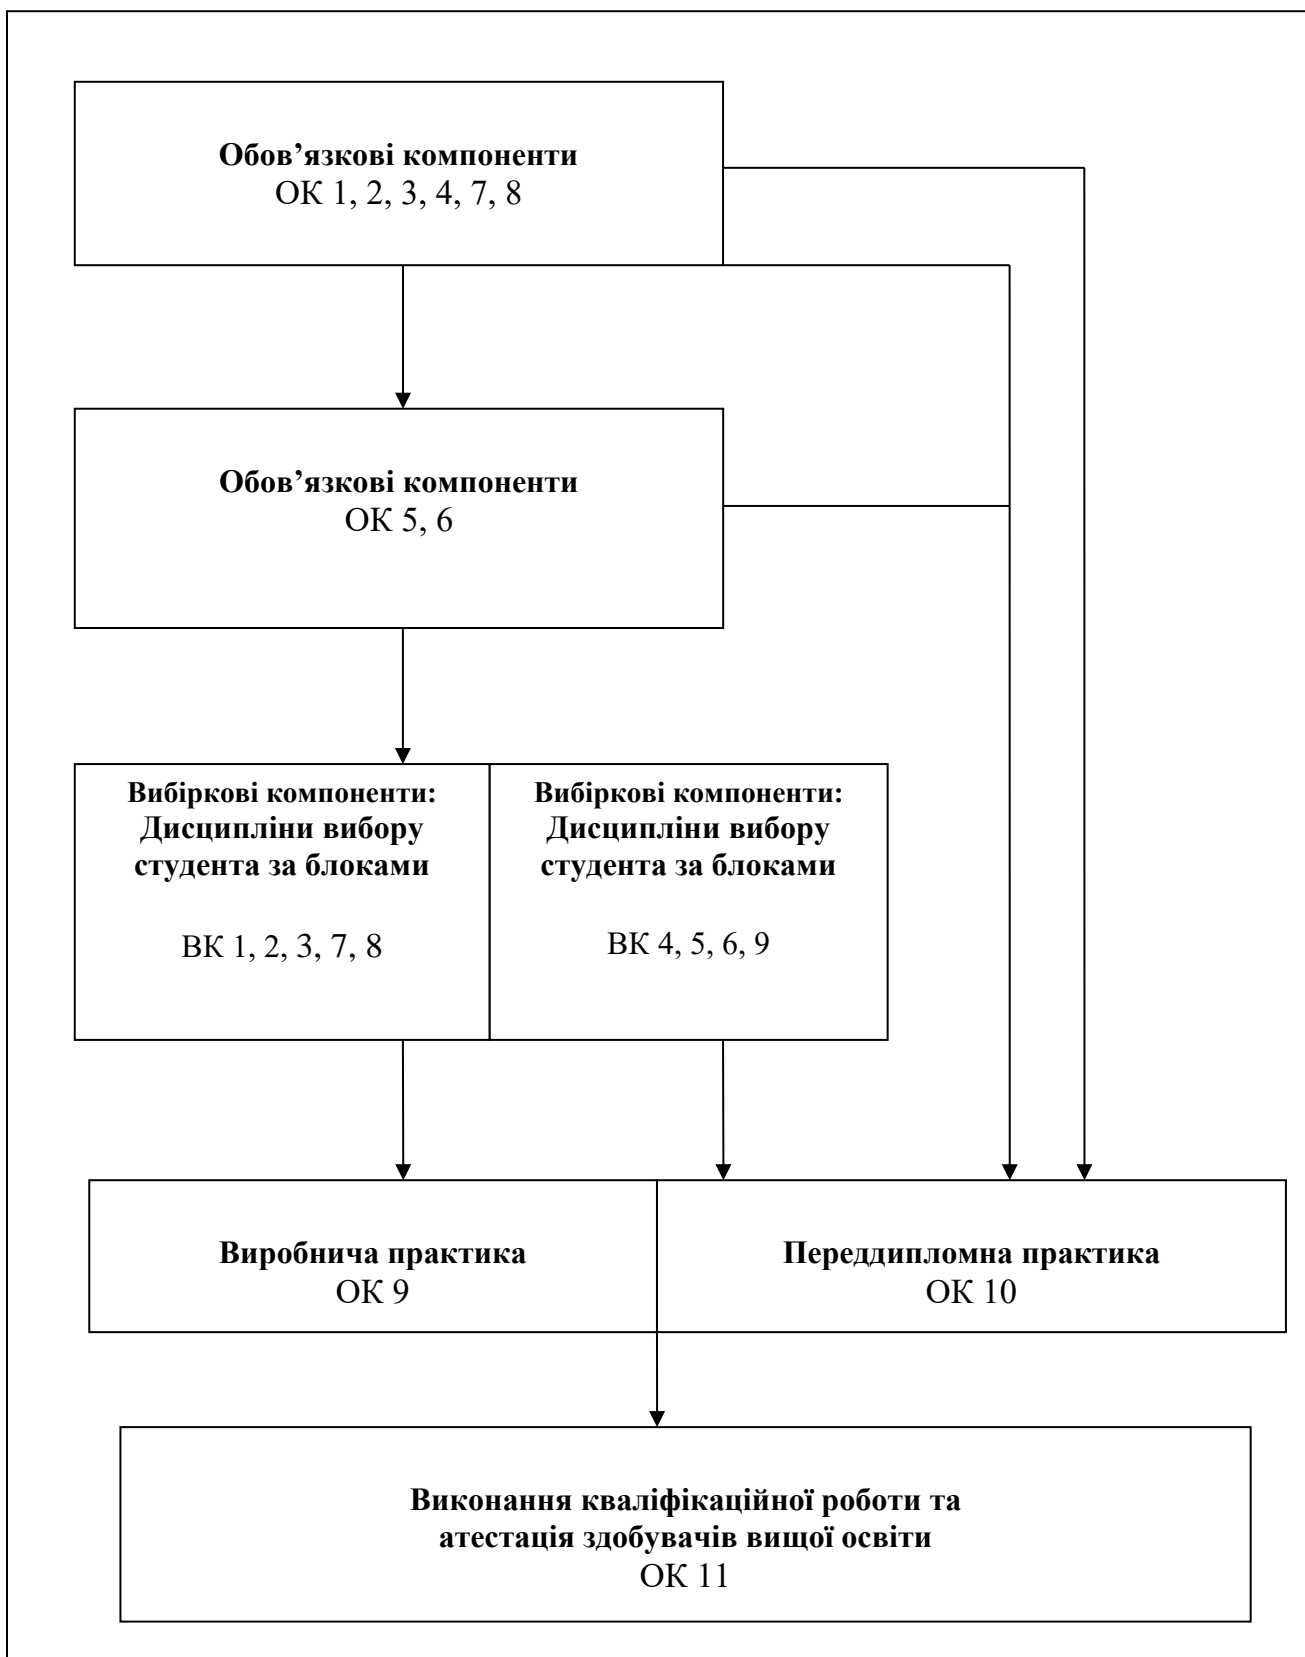 Обов’язкові компоненти
ОК 1, 2, 3, 4, 7, 8
Обов’язкові компоненти
ОК 5, 6
Вибіркові компоненти:
Дисципліни вибору
студента за блоками
ВК 1, 2, 3, 7, 8
Вибіркові компоненти:
Дисципліни вибору
студента за блоками
ВК 4, 5, 6, 9
Виробнича практика
ОК 9
Переддипломна практика
ОК 10
Виконання кваліфікаційної роботи та
атестація здобувачів вищої освіти
ОК 11